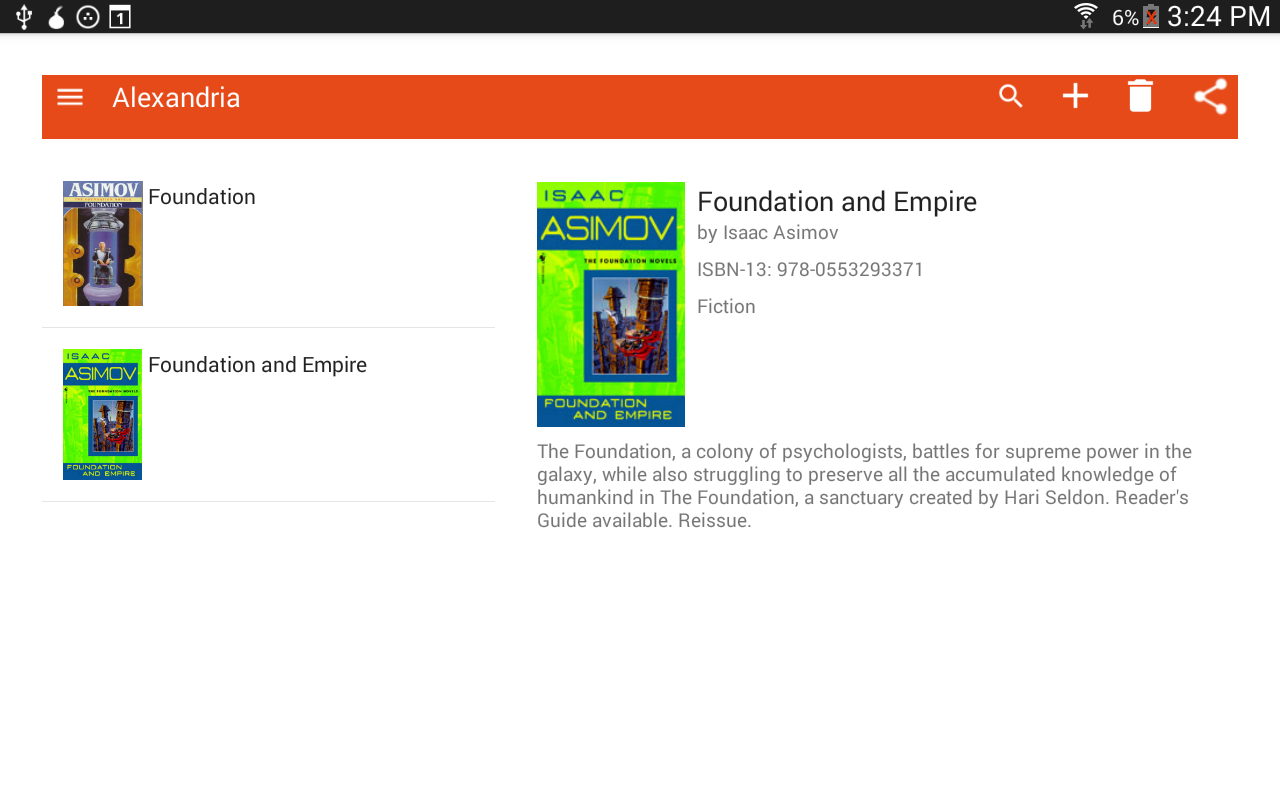 1
6%
3:24 PM
Alexandria
ASIMOV
FOUNDATION
Foundation
ISAAC
ASIMOV
THE FOUNDATION NOVELS
FOUNDATION
AND EMPIRE
Foundation and Empire
ISAAC
ASIMOV
THE FOUNDATION NOVELS
FOUNDATION
AND EMPIRE
Foundation and Empire
by Isaac Asimov
ISBN-13: 978-0553293371
Fiction
The Foundation, a colony of psychologists, battles for supreme power in the
galaxy, while also struggling to preserve all the accumulated knowledge of
humankind in The Foundation, a sanctuary created by Hari Seldon. Reader's
Guide available. Reissue.